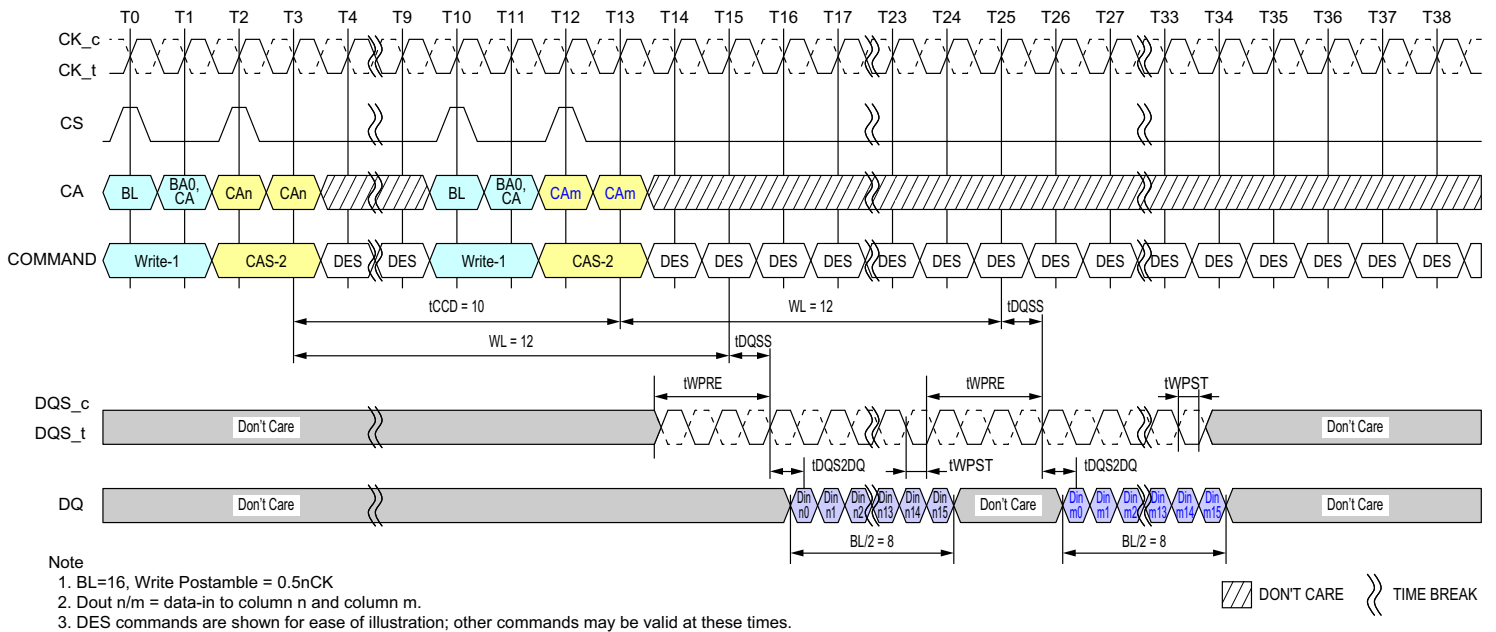 T0 T1 T2 T3 T4 T9 T10 T11 T12 T13 T14 T15 T16 T17 T23 T24 T25 T26 T27 T33 T34 T35 T36 T37 T38
CK_c
CK_t
CS
CA BL BA0, CA CAn CAn BL BA0, CA CAm CAm
COMMAND Write-1 CAS-2 DES DES Write-1 CAS-2 DES DES DES DES DES DES DES DES DES DES DES DES DES DES DES
tCCD = 10 WL = 12 tDQSS
WL = 12 tDQSS
tWPRE tWPRE tWPST
DQS_c
DQS_t Don't Care Don't Care
tDQS2DQ tWPST tDQS2DQ
DQ Don't Care Din n0 Din n1 Din n2 Din n13 Din n14 Din n15 Don't Care Din m0 Din m1 Din m2 Din m13 Din m14 Din m15 Don't Care
BL/2 = 8 BL/2 = 8
Note
1. BL=16, Write Postamble = 0.5nCK
2. Dout n/m = data-in to column n and column m.
3. DES commands are shown for ease of illustration; other commands may be valid at these times.
DON'T CARE TIME BREAK